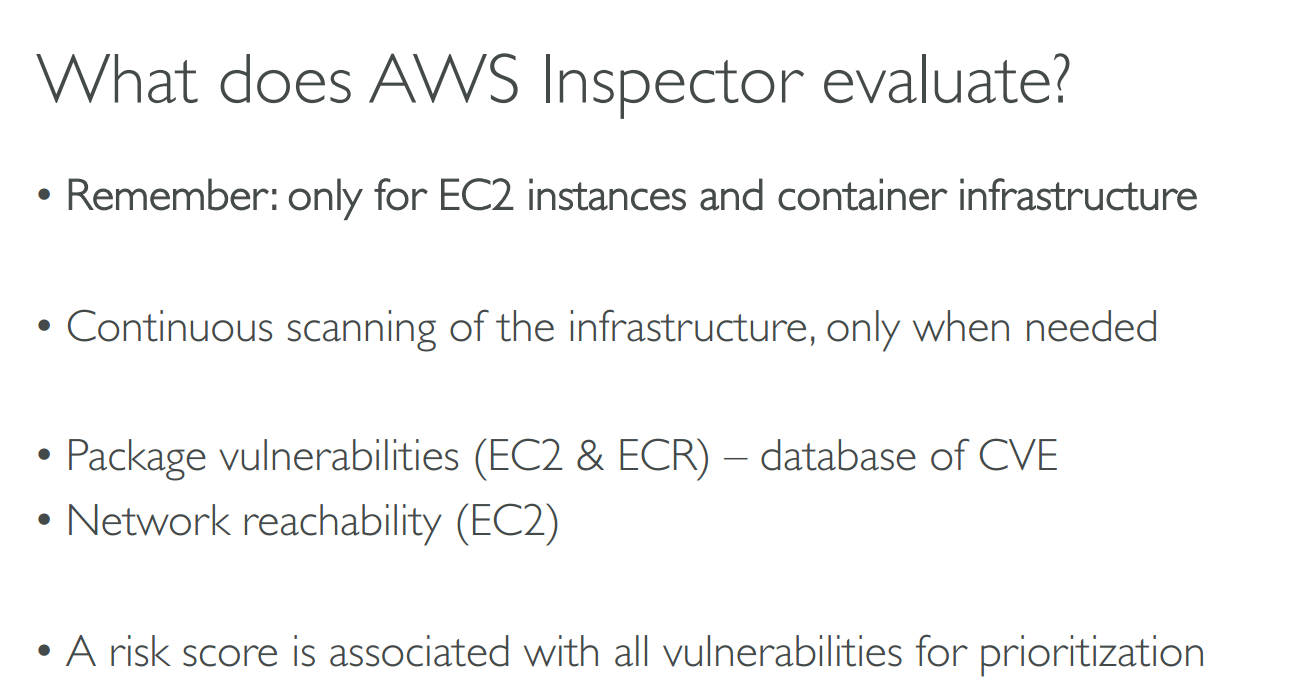 What does AWS Inspector evaluate?
• Remember: only for EC2 instances and container infrastructure
• Continuous scanning of the infrastructure, only when needed
• Package vulnerabilities (EC2 & ECR) – database of CVE
• Network reachability (EC2)
• A risk score is associated with all vulnerabilities for prioritization